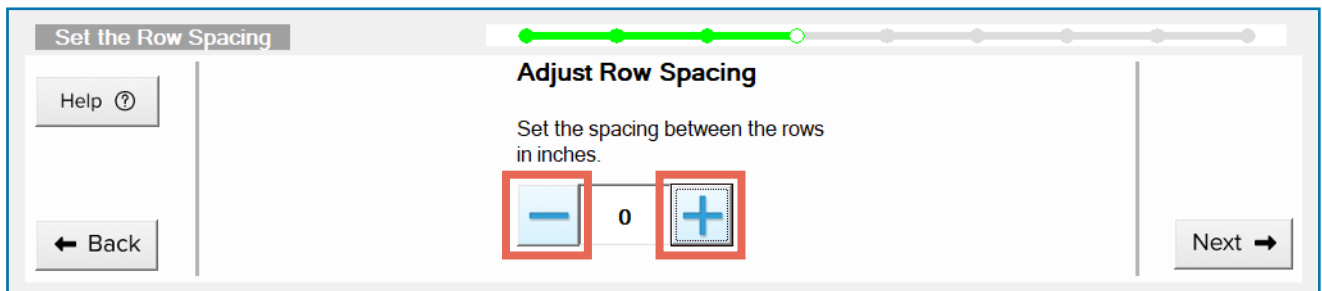 Set the Row Spacing
Adjust Row Spacing
Help ?
Set the spacing between the rows
in inches.
0
← Back
Next →